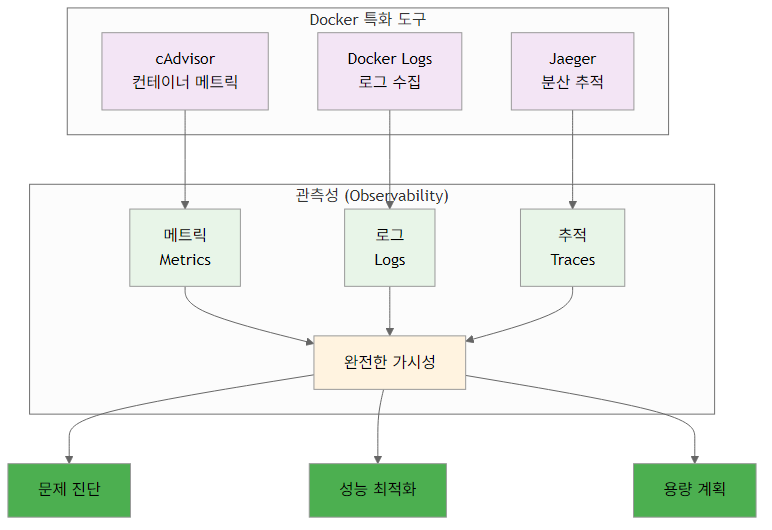 Docker 특화 도구
cAdvisor
컨테이너 메트릭
Docker Logs
로그 수집
Jaeger
분산 추적
관측성 (Observability)
메트릭
Metrics
로그
Logs
추적
Traces
완전한 가시성
문제 진단
성능 최적화
용량 계획